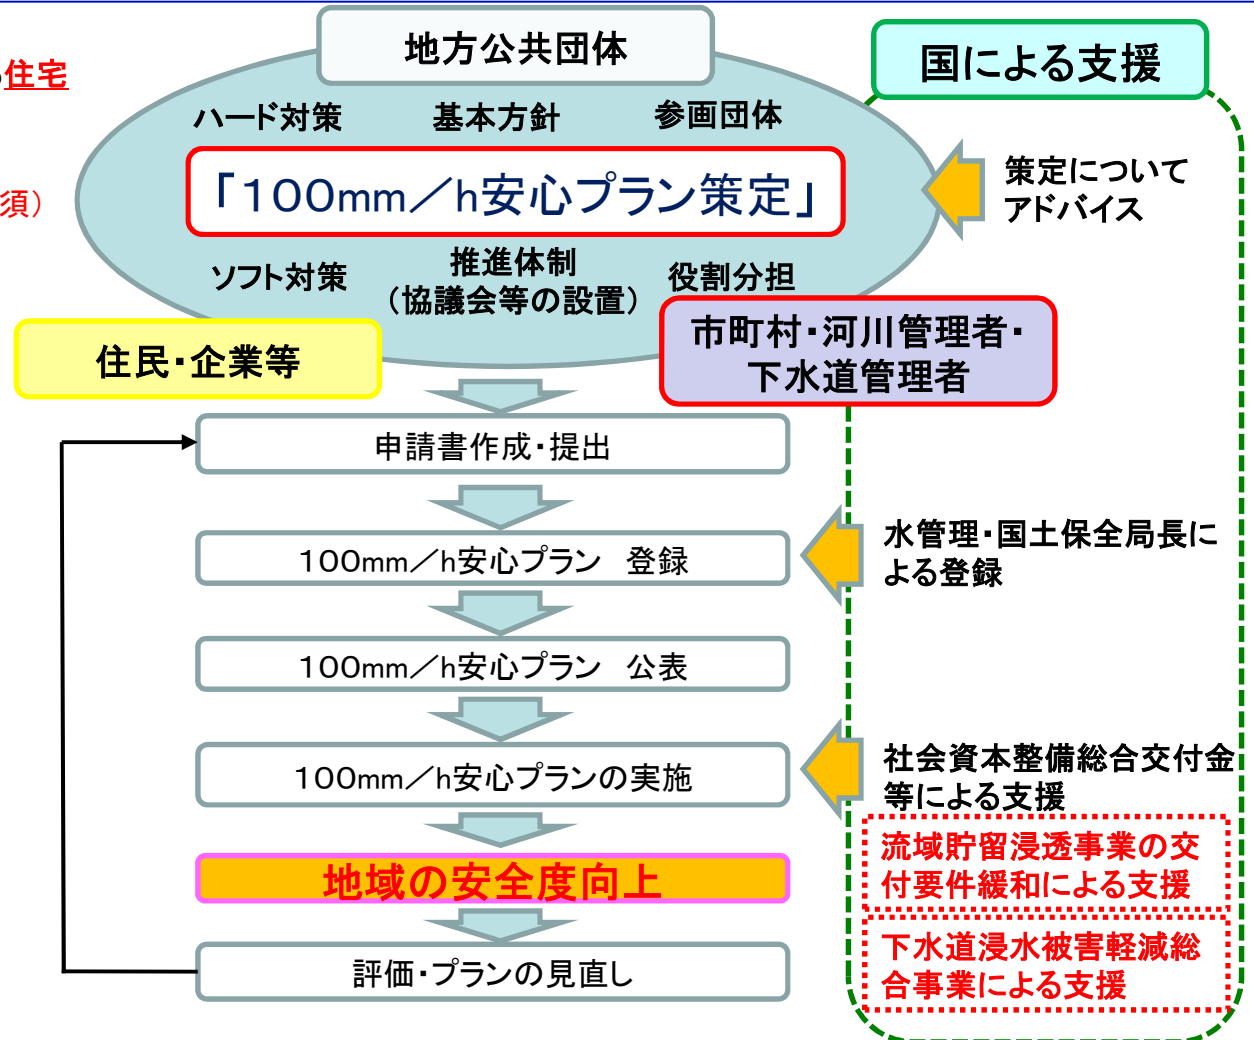 地方公共団体
国による支援
住宅
ハード対策
基本方針
参画団体
須）
「１００mm／h安心プラン策定」
策定について
アドバイス
ソフト対策
推進体制
（協議会等の設置）
役割分担
住民・企業等
市町村・河川管理者・
下水道管理者
申請書作成・提出
１００mm／h安心プラン　登録
水管理・国土保全局長に
よる登録
１００mm／h安心プラン　公表
１００mm／h安心プランの実施
社会資本整備総合交付金
等による支援
流域貯留浸透事業の交
付要件緩和による支援
地域の安全度向上
下水道浸水被害軽減総
合事業による支援
評価・プランの見直し